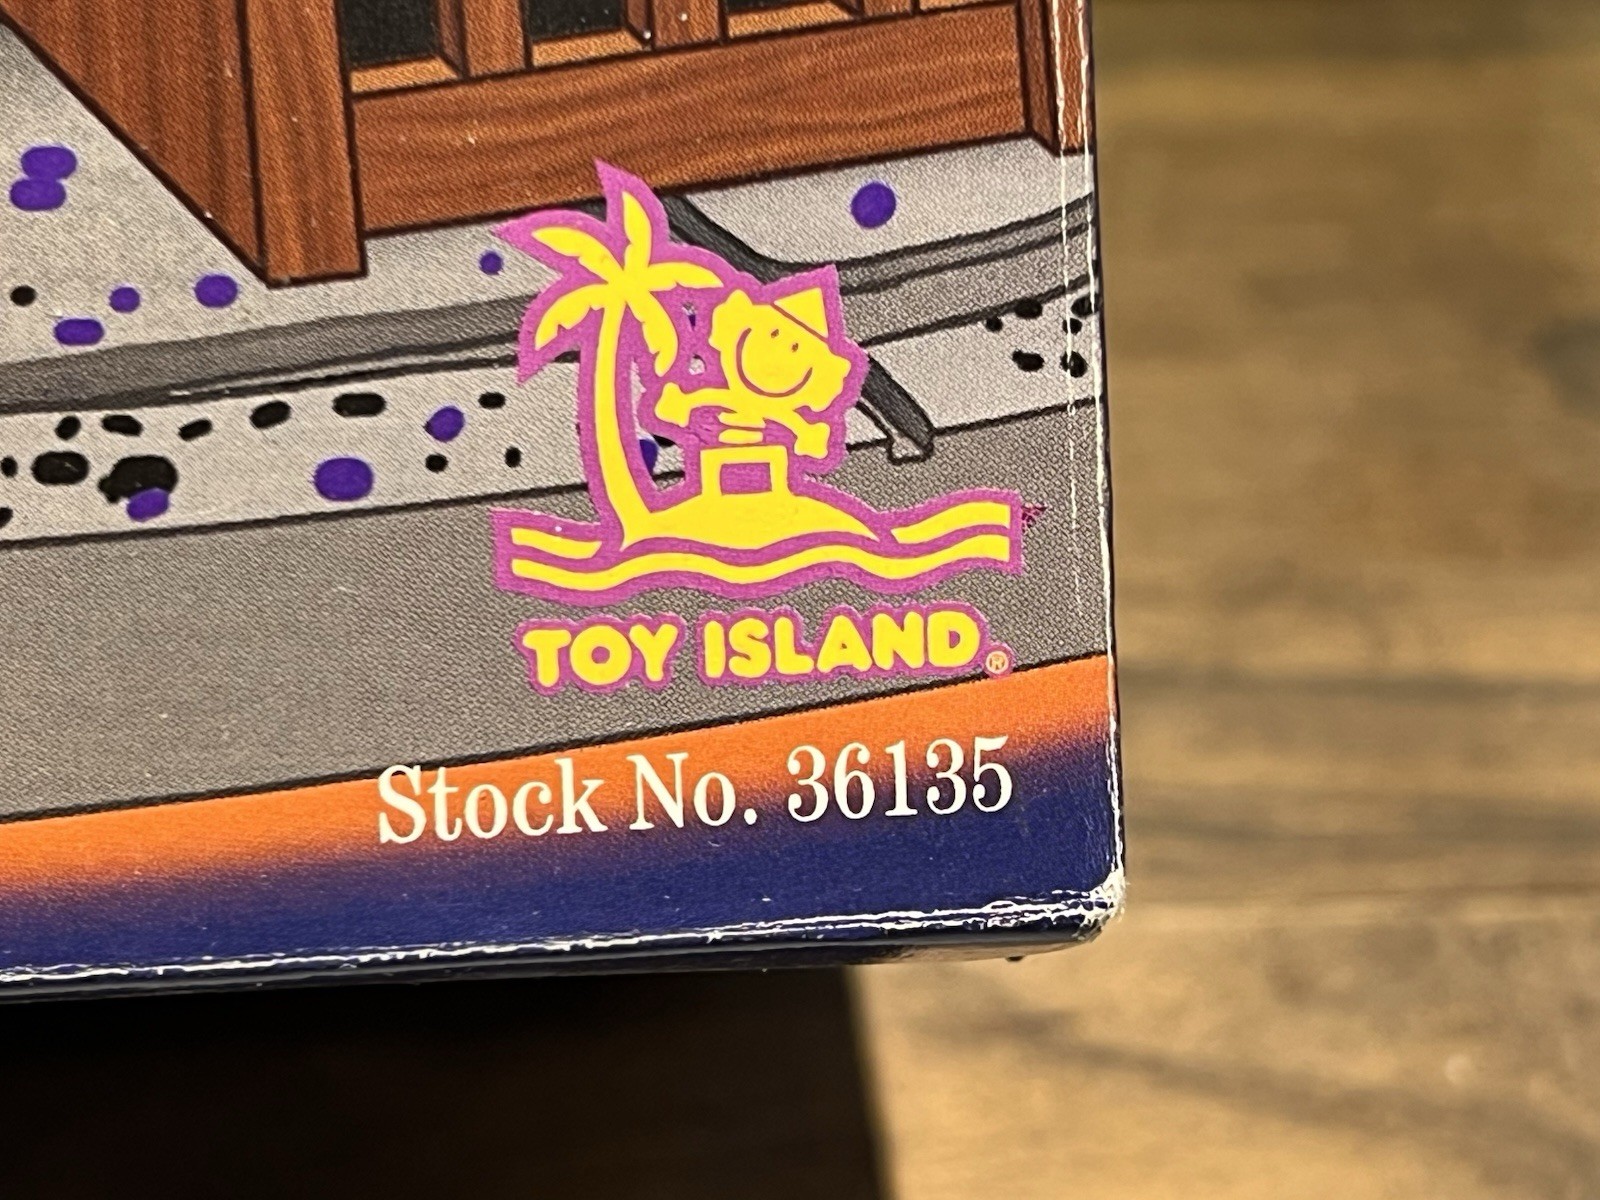 TOY ISLAND®
Stock No. 36135